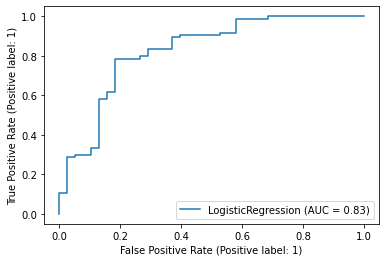 True Positive Rate (Positive label: 1)
1.0
0.8
0.6
0.4
0.2
0.0
LogisticRegression (AUC = 0.83)
0.0 0.2 0.4 0.6 0.8 1.0
False Positive Rate (Positive label: 1)